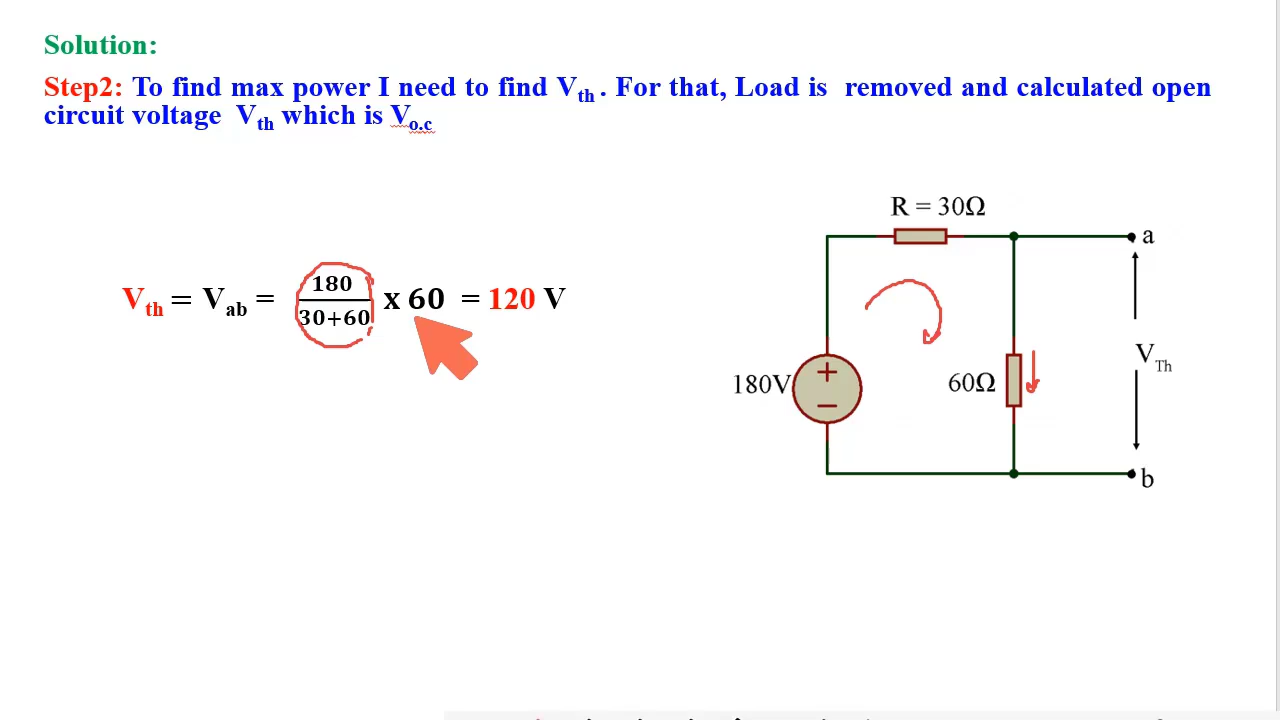 Solution:
Step2: To find max power I need to find Vth . For that, Load is removed and calculated open
circuit voltage Vth which is Vo.c
Vth = Vab = 180/30+60 x 60 = 120 V
R = 30Ω
a
180V
+
−
60Ω
VTh
b